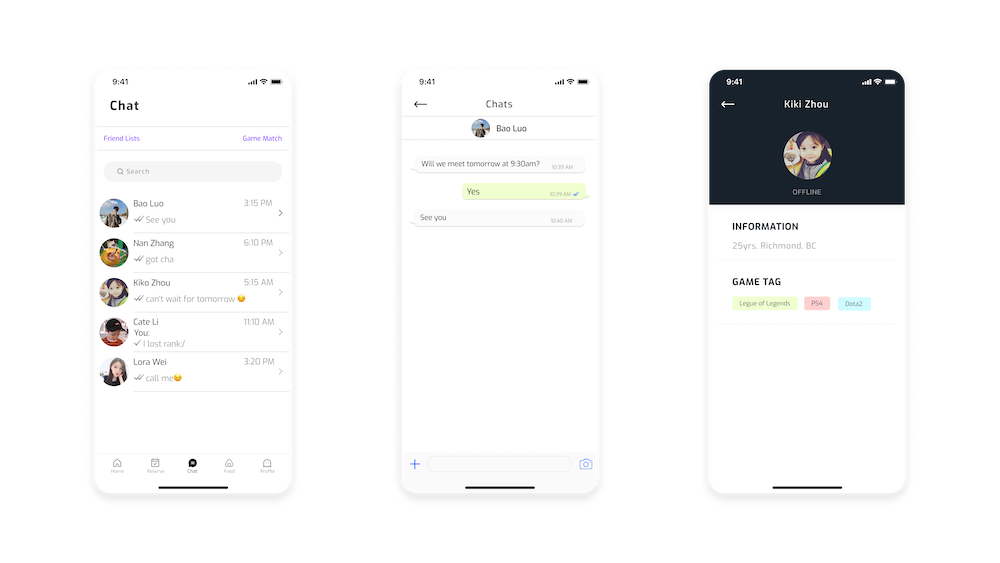 9:41
Chat
Friend Lists
Game Match
Search
Bao Luo
3:15 PM
See you
Nan Zhang
6:10 PM
got cha
Kiko Zhou
5:15 AM
can't wait for tomorrow 😏
Cate Li
11:10 AM
You:
I lost rank:/
Lora Wei
3:20 PM
call me😏
Home
Reserve
Chat
Food
Profile
9:41
Chats
Bao Luo
Will we meet tomorrow at 9:30am?
10:39 AM
Yes
10:39 AM
See you
10:40 AM
9:41
Kiki Zhou
OFFLINE
INFORMATION
25yrs, Richmond, BC
GAME TAG
Legue of Legends
PS4
Dota2